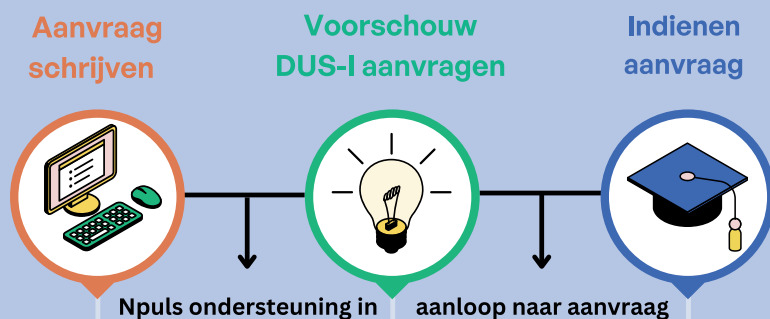 Aanvraag
schrijven
Voorschouw
DUS-I aanvragen
Indienen
aanvraag
Npuls ondersteuning in aanloop naar aanvraag